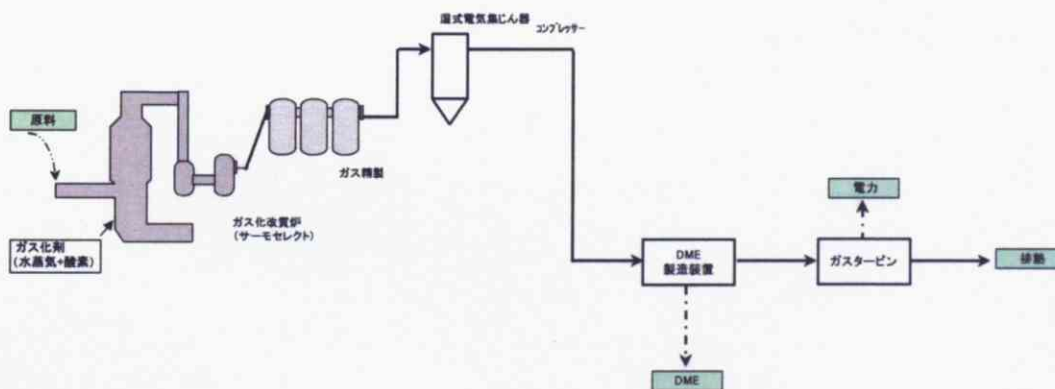 湿式電気集じん器
コンプレッサー
原料
ガス精製
電力
ガス化改質炉
(サーモセレクト)
ガス化剤
(水蒸気+酸素)
DME
製造装置
ガスタービン
排熱
DME